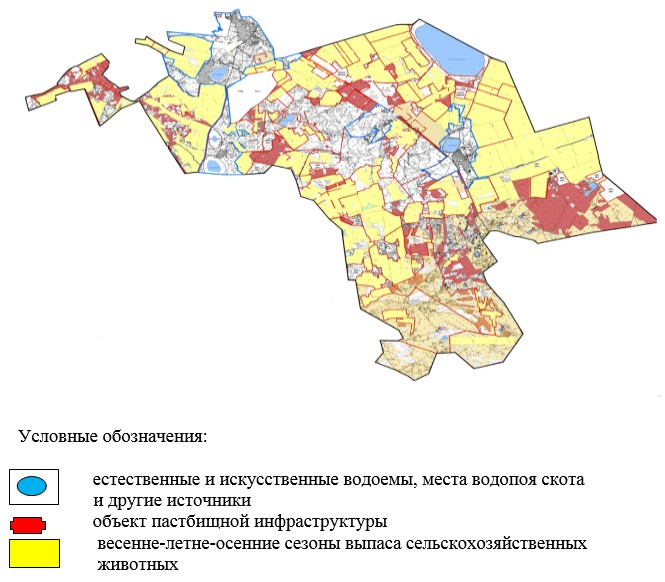 Условные обозначения:
естественные и искусственные водоемы, места водопоя скота
и другие источники
объект пастбищной инфраструктуры
весенне-летне-осенние сезоны выпаса сельскохозяйственных
животных